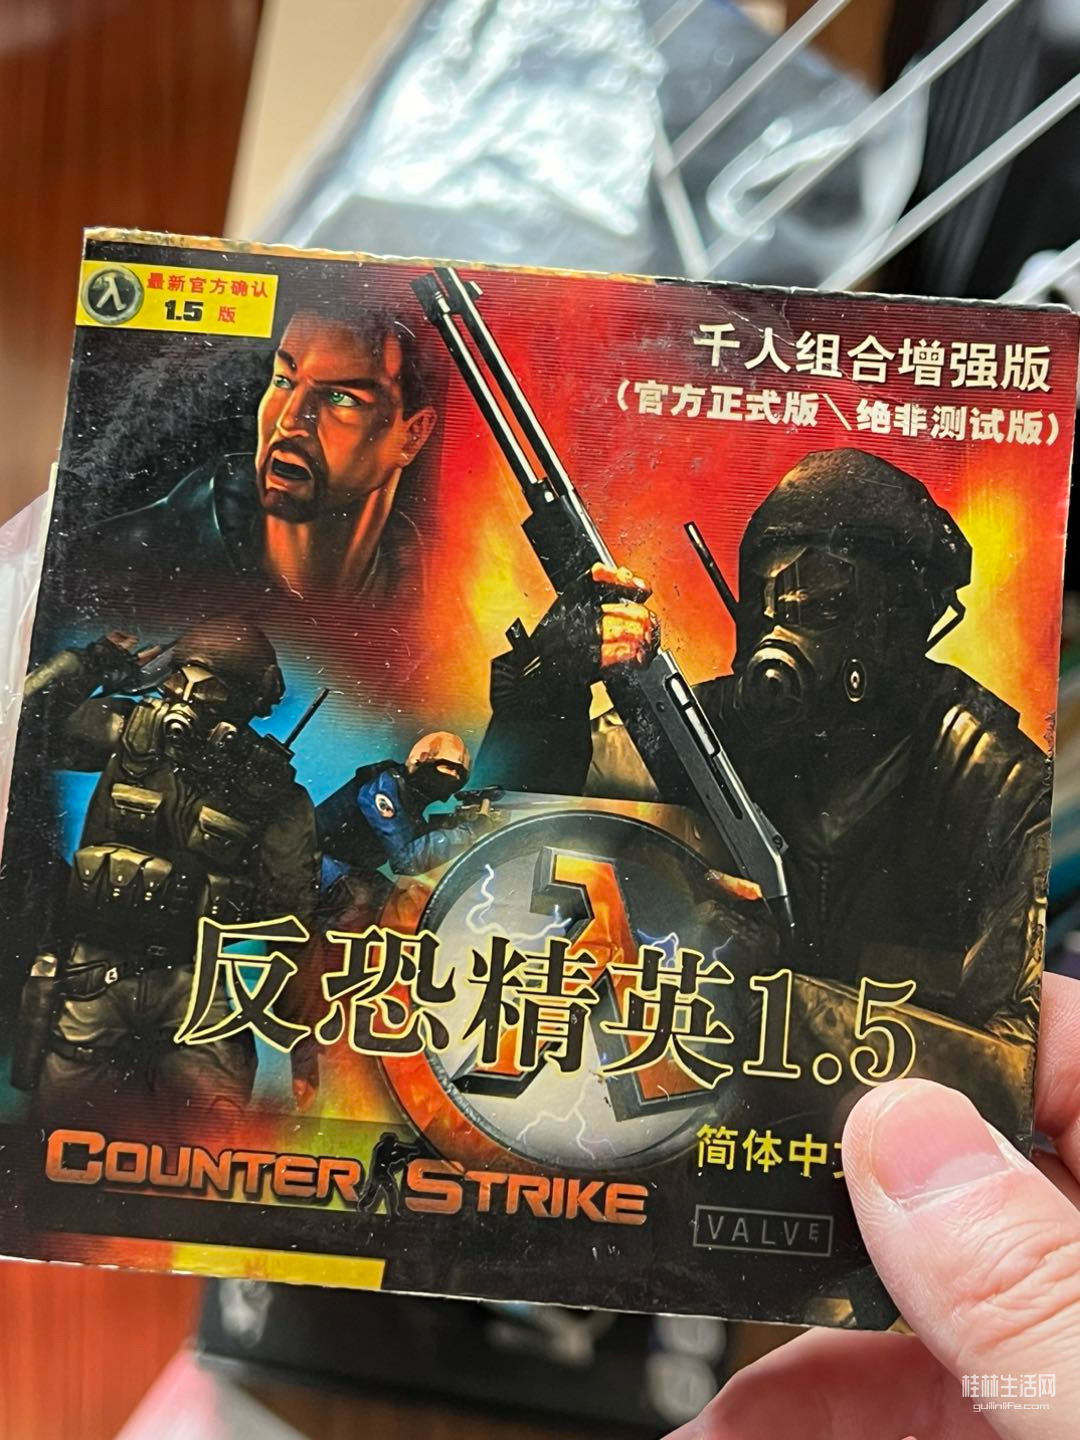 最新官方确认
1.5 版
千人组合增强版
（官方正式版\绝非测试版）
反恐精英1.5
COUNTER STRIKE
简体中
VALVE
桂林生活网
guilinlife.com